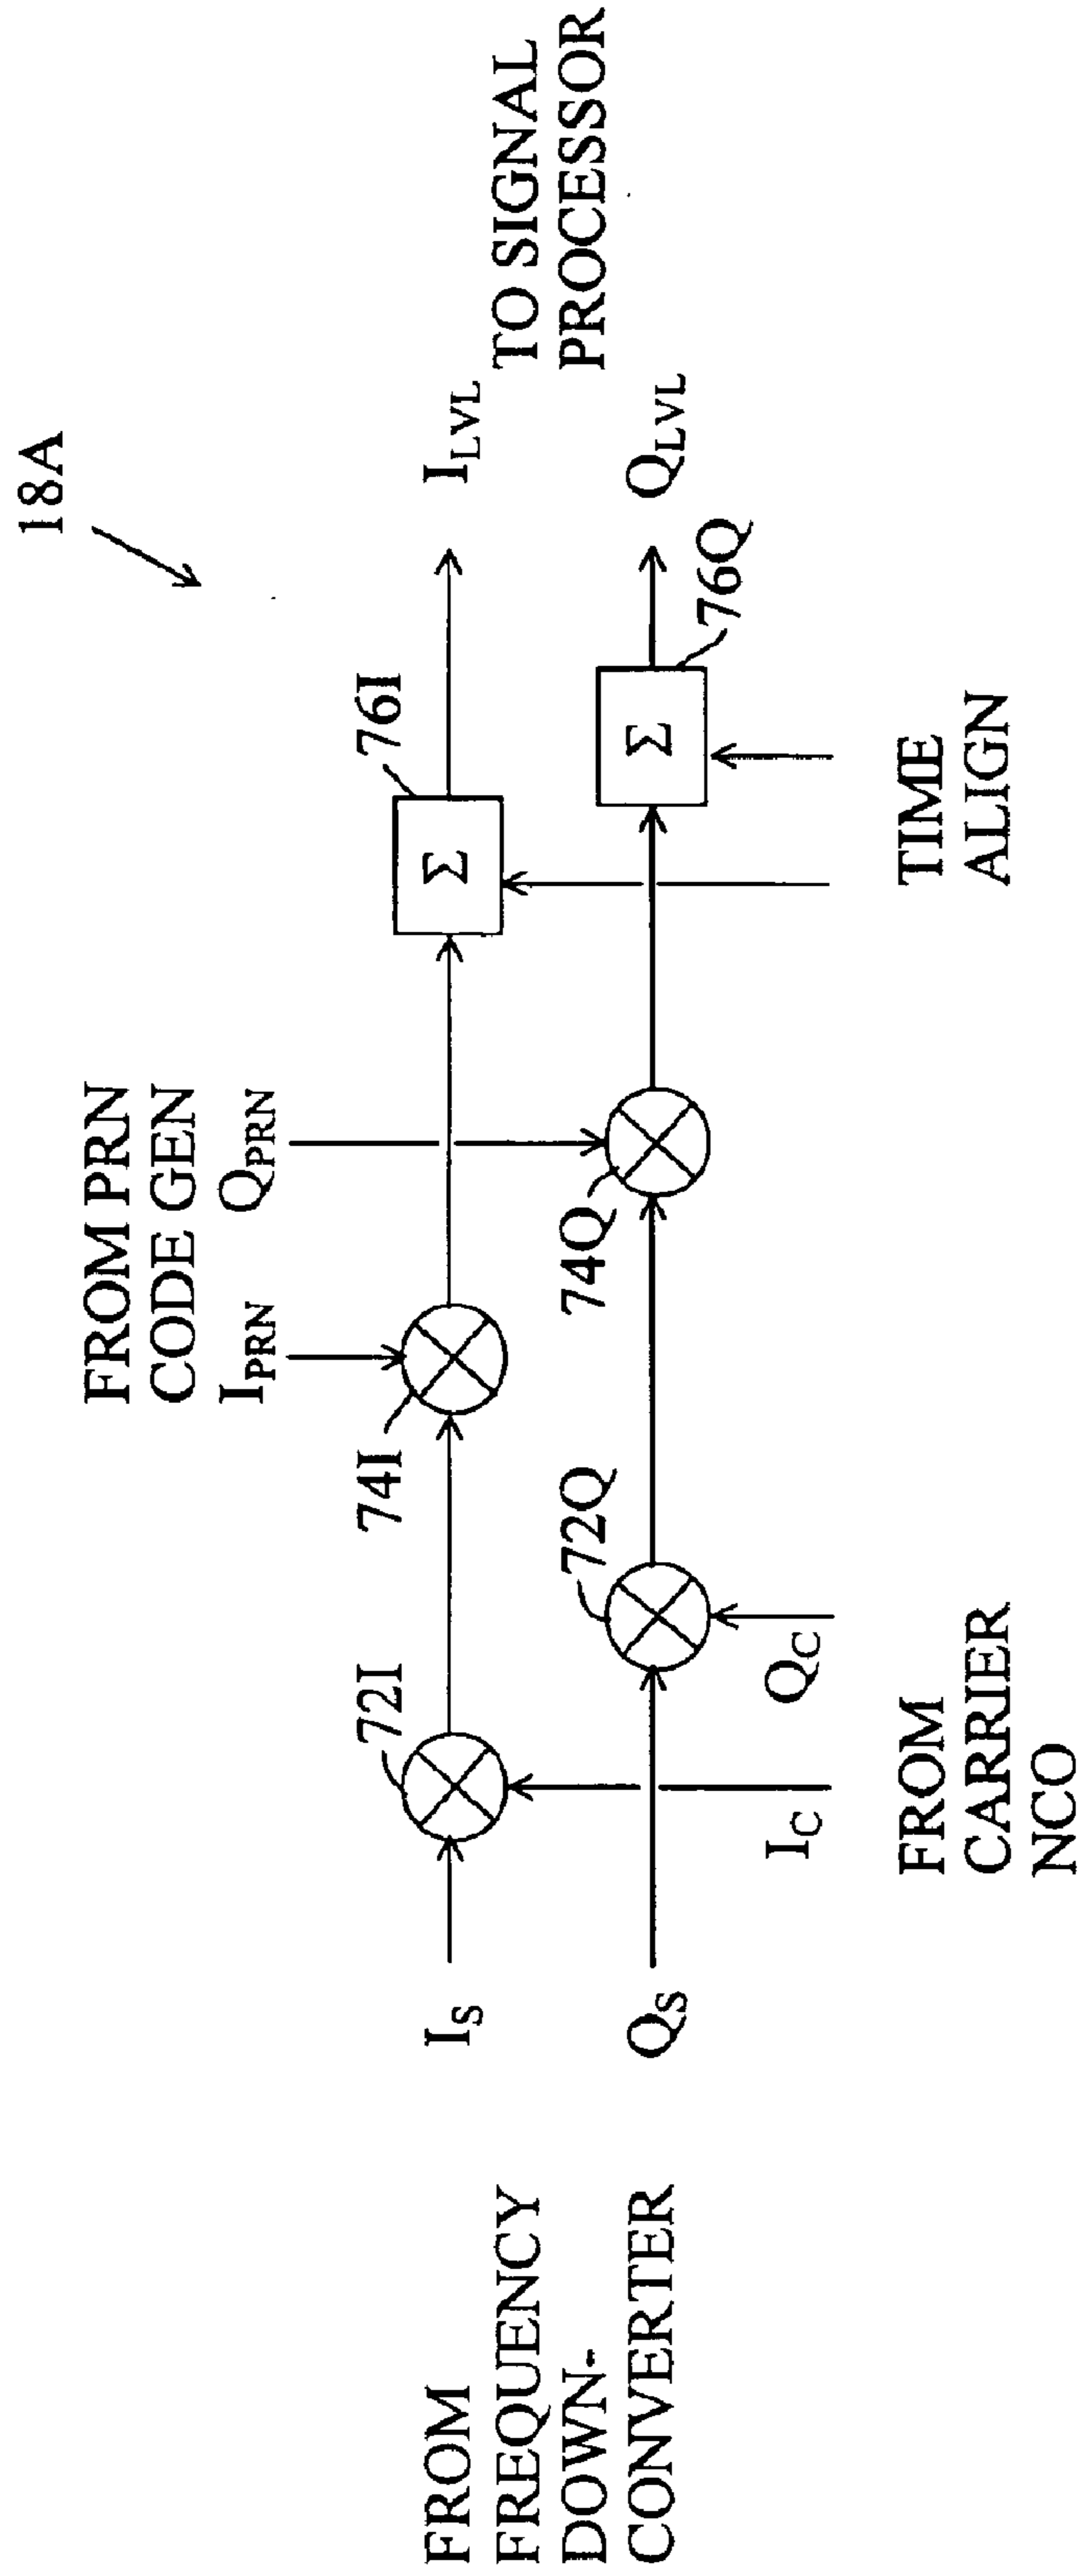 18A
FROM PRN
CODE GEN
I_PRN Q_PRN
FROM
FREQUENCY
DOWN-
CONVERTER
I_S
72I
74I
Σ
76I
I_LVL
Q_S
72Q
74Q
Σ
76Q
Q_LVL
TO SIGNAL
PROCESSOR
I_C
Q_C
FROM
CARRIER
NCO
TIME
ALIGN